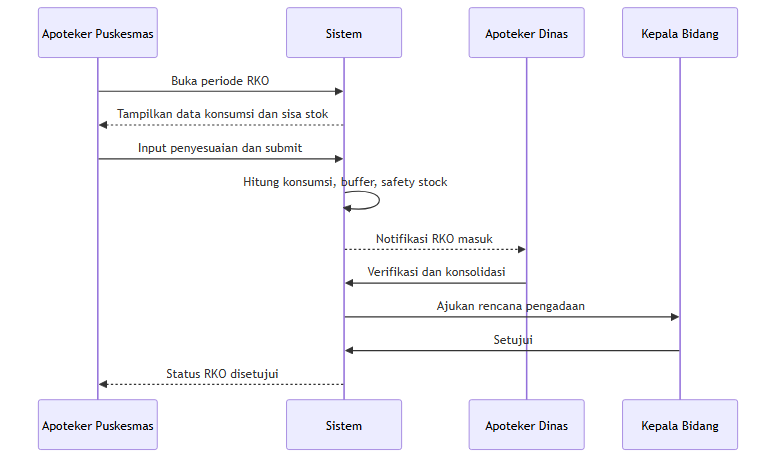 Apoteker Puskesmas
Sistem
Apoteker Dinas
Kepala Bidang
Buka periode RKO
Tampilkan data konsumsi dan sisa stok
Input penyesuaian dan submit
Hitung konsumsi, buffer, safety stock
Notifikasi RKO masuk
Verifikasi dan konsolidasi
Ajukan rencana pengadaan
Setujui
Status RKO disetujui
Apoteker Puskesmas
Sistem
Apoteker Dinas
Kepala Bidang